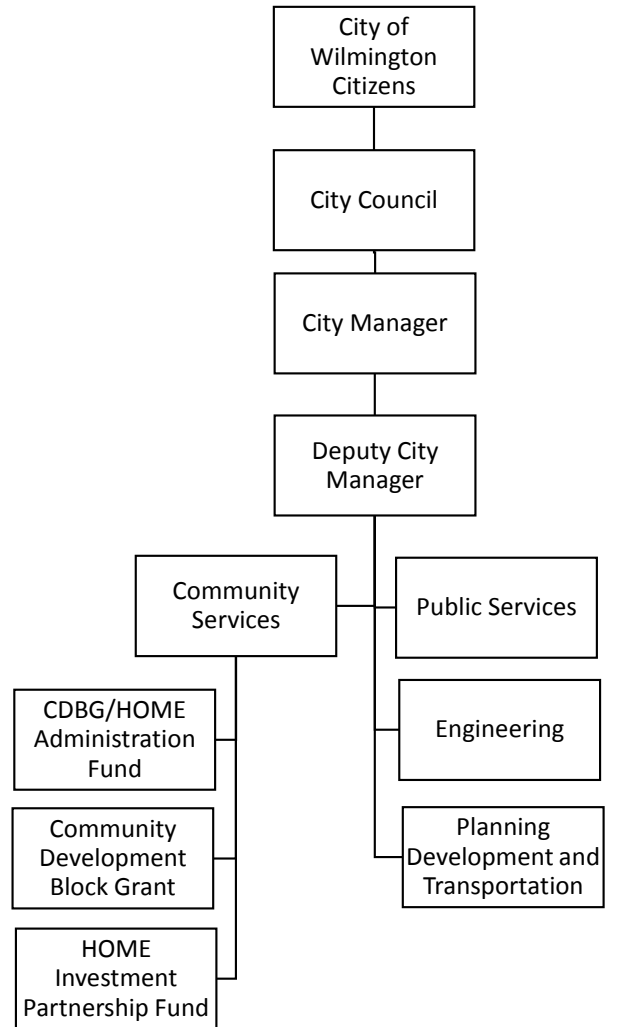 City of
Wilmington
Citizens
City Council
City Manager
Deputy City
Manager
Community
Services
Public Services
CDBG/HOME
Administration
Fund
Engineering
Community
Development
Block Grant
Planning
Development and
Transportation
HOME
Investment
Partnership Fund